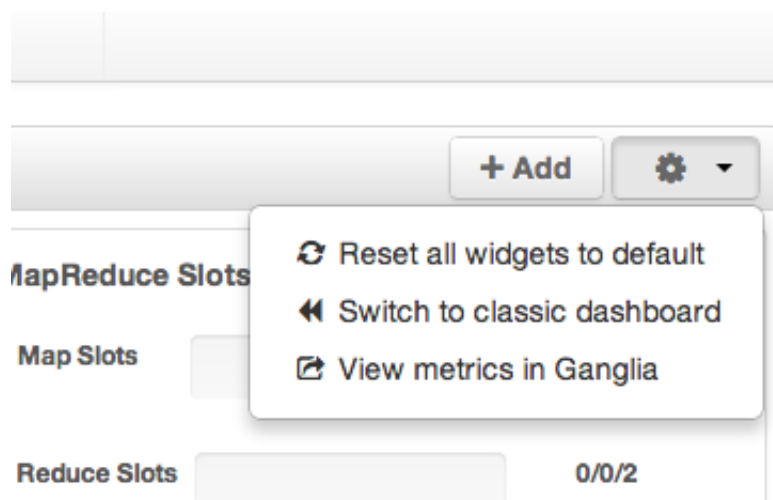 + Add
MapReduce Slots
Reset all widgets to default
Switch to classic dashboard
Map Slots
View metrics in Ganglia
Reduce Slots 0/0/2